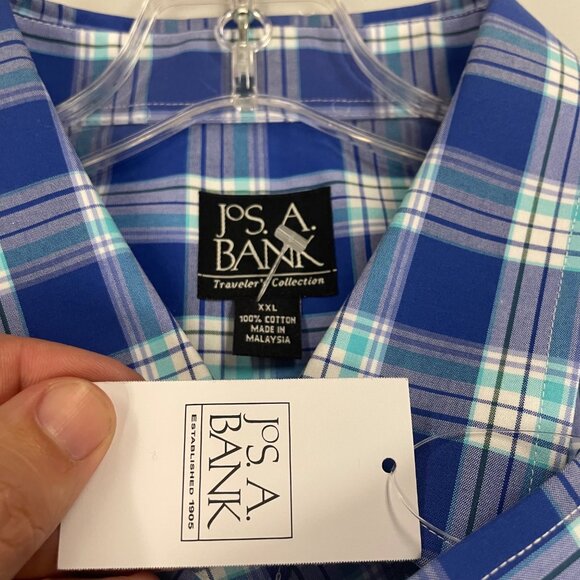 JOS. A.
BANK
Traveler's Collection
XXL
100% COTTON
MADE IN
MALAYSIA
JOS. A.
BANK
ESTABLISHED 1905